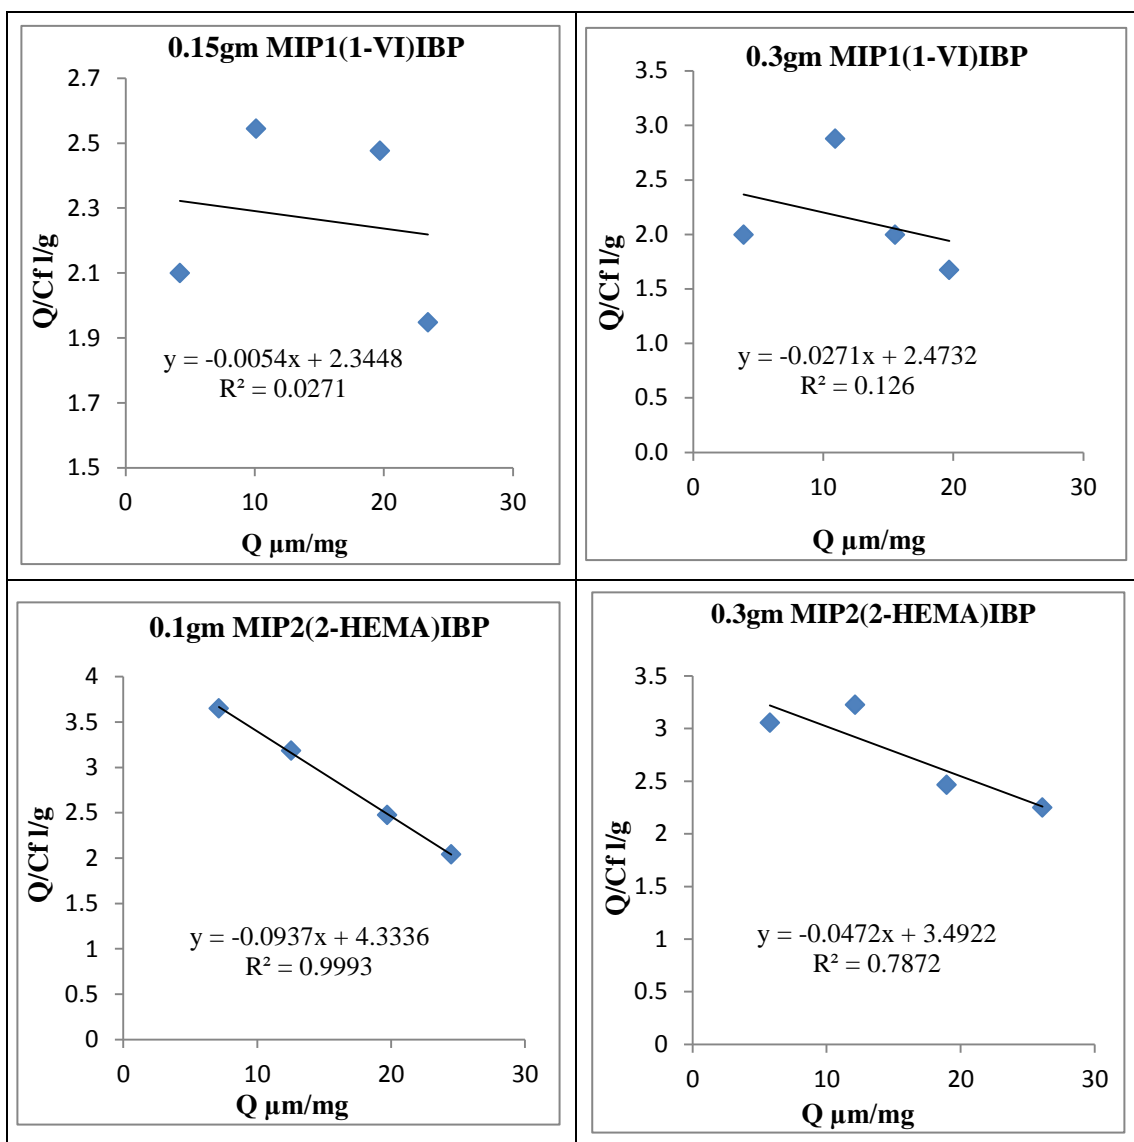 0.15gm MIP1(1-VI)IBP
2.7
2.5
2.3
2.1
1.9
1.7
1.5
Q/Cf l/g
y = -0.0054x + 2.3448
R² = 0.0271
0
10
20
30
Q µm/mg
0.3gm MIP1(1-VI)IBP
3.5
3.0
2.5
2.0
1.5
1.0
0.5
0.0
Q/Cf l/g
y = -0.0271x + 2.4732
R² = 0.126
0
10
20
30
Q µm/mg
0.1gm MIP2(2-HEMA)IBP
4
3.5
3
2.5
2
1.5
1
0.5
0
Q/Cf l/g
y = -0.0937x + 4.3336
R² = 0.9993
0
10
20
30
Q µm/mg
0.3gm MIP2(2-HEMA)IBP
3.5
3
2.5
2
1.5
1
0.5
0
Q/Cf l/g
y = -0.0472x + 3.4922
R² = 0.7872
0
10
20
30
Q µm/mg